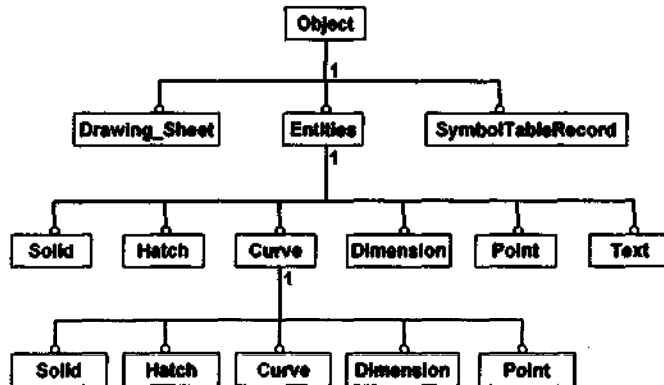 Object
1
Drawing_Sheet Entities SymbolTableRecord
1
Solid Hatch Curve Dimension Point Text
1
Solid Hatch Curve Dimension Point